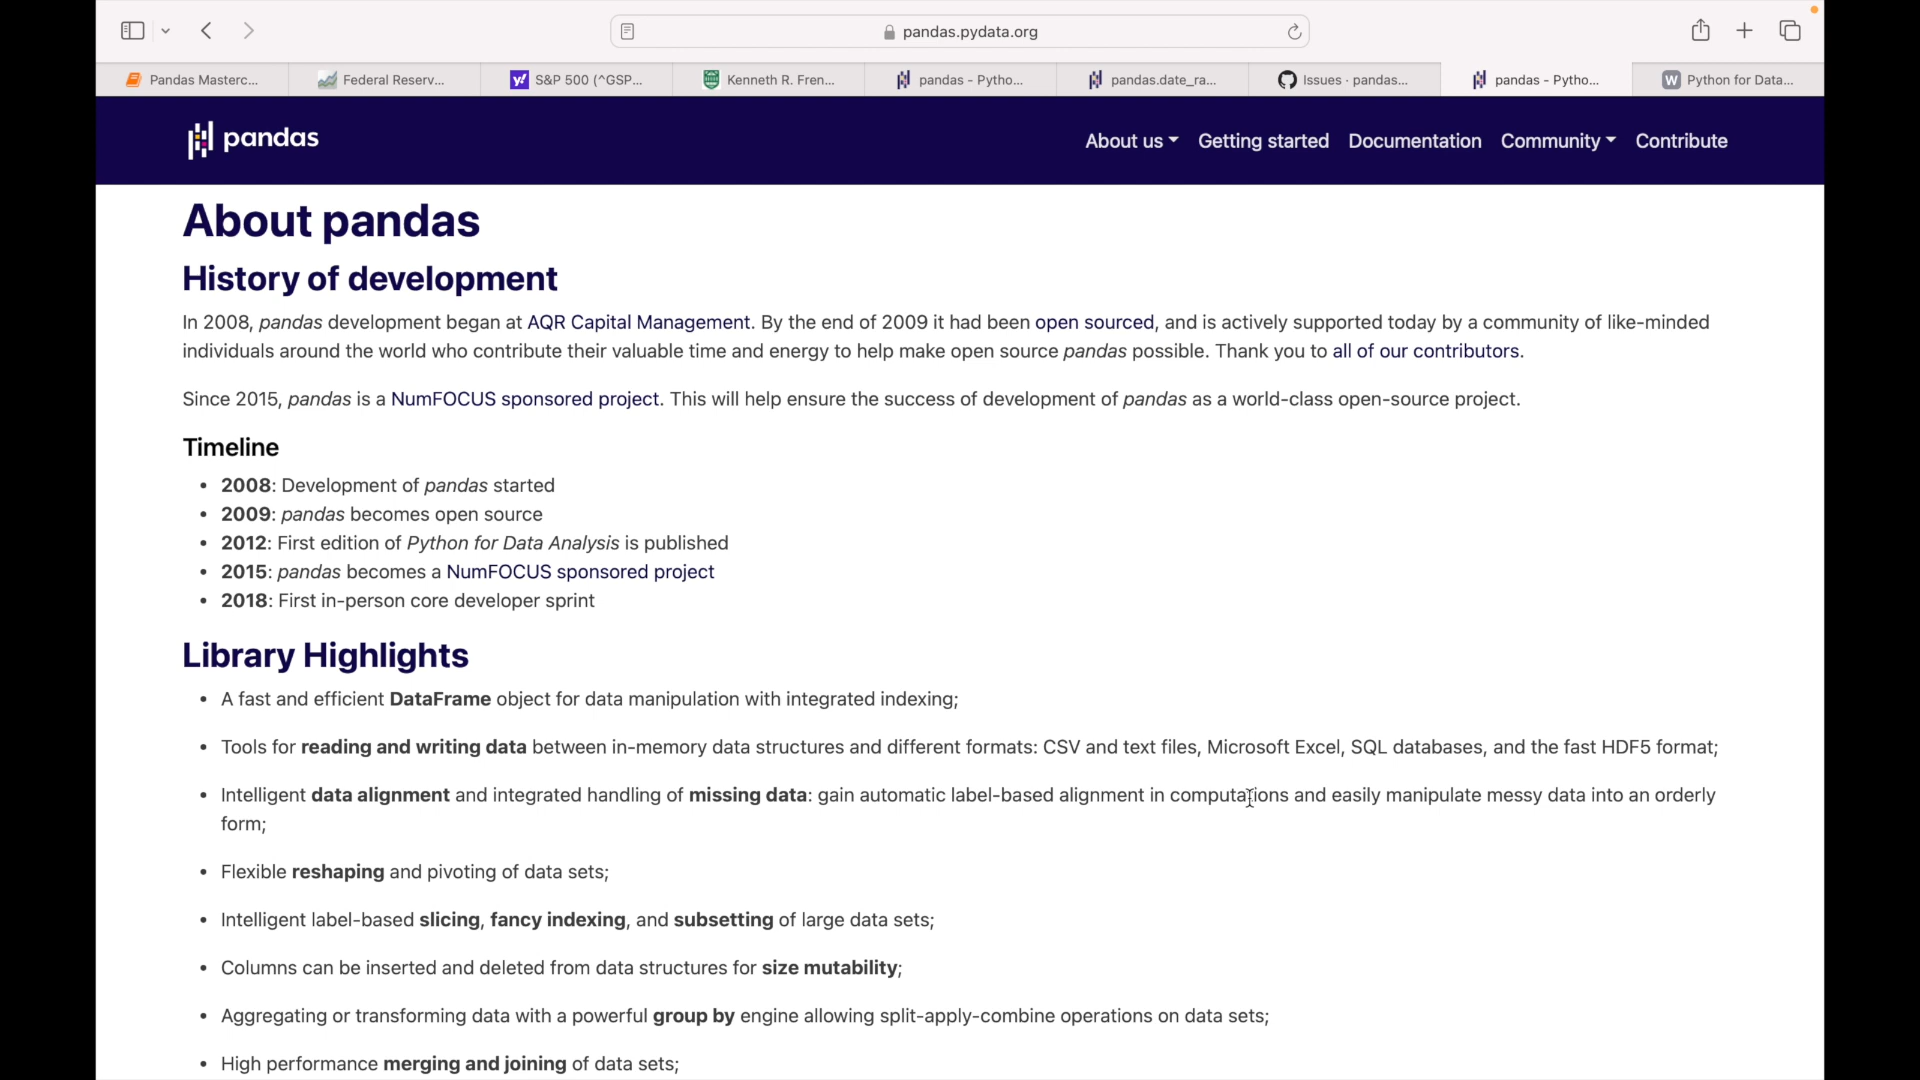 pandas.pydata.org
Pandas Masterc...
Federal Reserv...
S&P 500 (^GSP...
Kenneth R. Fren...
pandas - Pytho...
pandas.date_ra...
Issues · pandas...
pandas - Pytho...
W Python for Data...
pandas
About us
Getting started
Documentation
Community
Contribute
About pandas
History of development
In 2008, pandas development began at AQR Capital Management. By the end of 2009 it had been open sourced, and is actively supported today by a community of like-minded
individuals around the world who contribute their valuable time and energy to help make open source pandas possible. Thank you to all of our contributors.
Since 2015, pandas is a NumFOCUS sponsored project. This will help ensure the success of development of pandas as a world-class open-source project.
Timeline
• 2008: Development of pandas started
• 2009: pandas becomes open source
• 2012: First edition of Python for Data Analysis is published
• 2015: pandas becomes a NumFOCUS sponsored project
• 2018: First in-person core developer sprint
Library Highlights
• A fast and efficient DataFrame object for data manipulation with integrated indexing;
• Tools for reading and writing data between in-memory data structures and different formats: CSV and text files, Microsoft Excel, SQL databases, and the fast HDF5 format;
• Intelligent data alignment and integrated handling of missing data: gain automatic label-based alignment in computations and easily manipulate messy data into an orderly
form;
• Flexible reshaping and pivoting of data sets;
• Intelligent label-based slicing, fancy indexing, and subsetting of large data sets;
• Columns can be inserted and deleted from data structures for size mutability;
• Aggregating or transforming data with a powerful group by engine allowing split-apply-combine operations on data sets;
• High performance merging and joining of data sets;